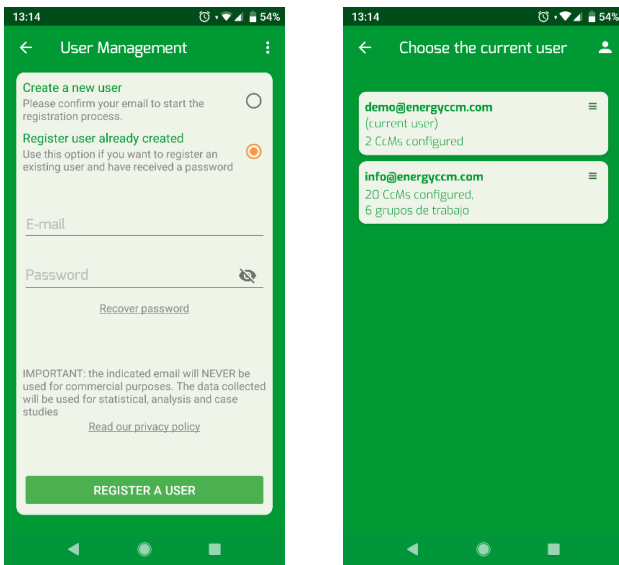 13:14
54%
User Management
Create a new user
Please confirm your email to start the
registration process.
Register user already created
Use this option if you want to register an
existing user and have received a password
E-mail
Password
Recover password
IMPORTANT: the indicated email will NEVER be
used for commercial purposes. The data collected
will be used for statistical, analysis and case
studies
Read our privacy policy
REGISTER A USER
13:14
54%
Choose the current user
demo@energyccm.com
(current user)
2 CcMs configured
info@energyccm.com
20 CcMs configured,
6 grupos de trabajo